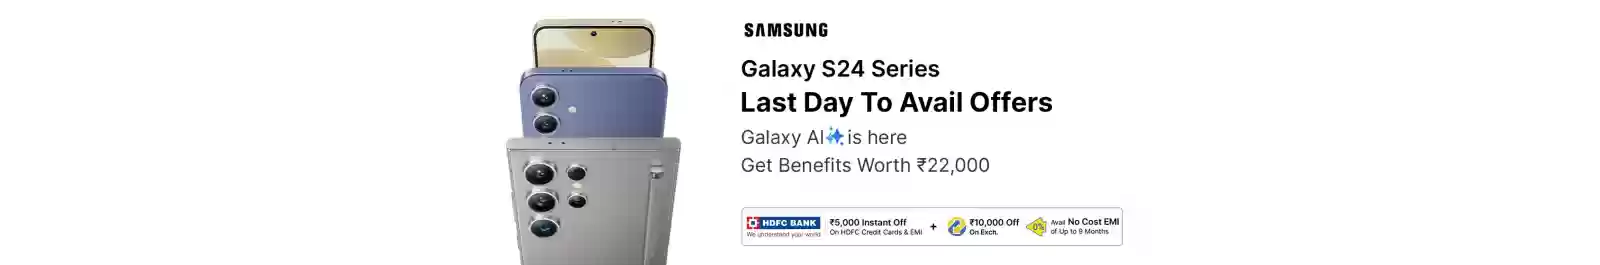 SAMSUNG
Galaxy S24 Series
Last Day To Avail Offers
Galaxy AI is here
Get Benefits Worth ₹22,000
HDFC BANK
We understand your world
₹5,000 Instant Off
On HDFC Credit Cards & EMI
+
₹10,000 Off
On Exch.
0%
Avail No Cost EMI
of Up to 9 Months